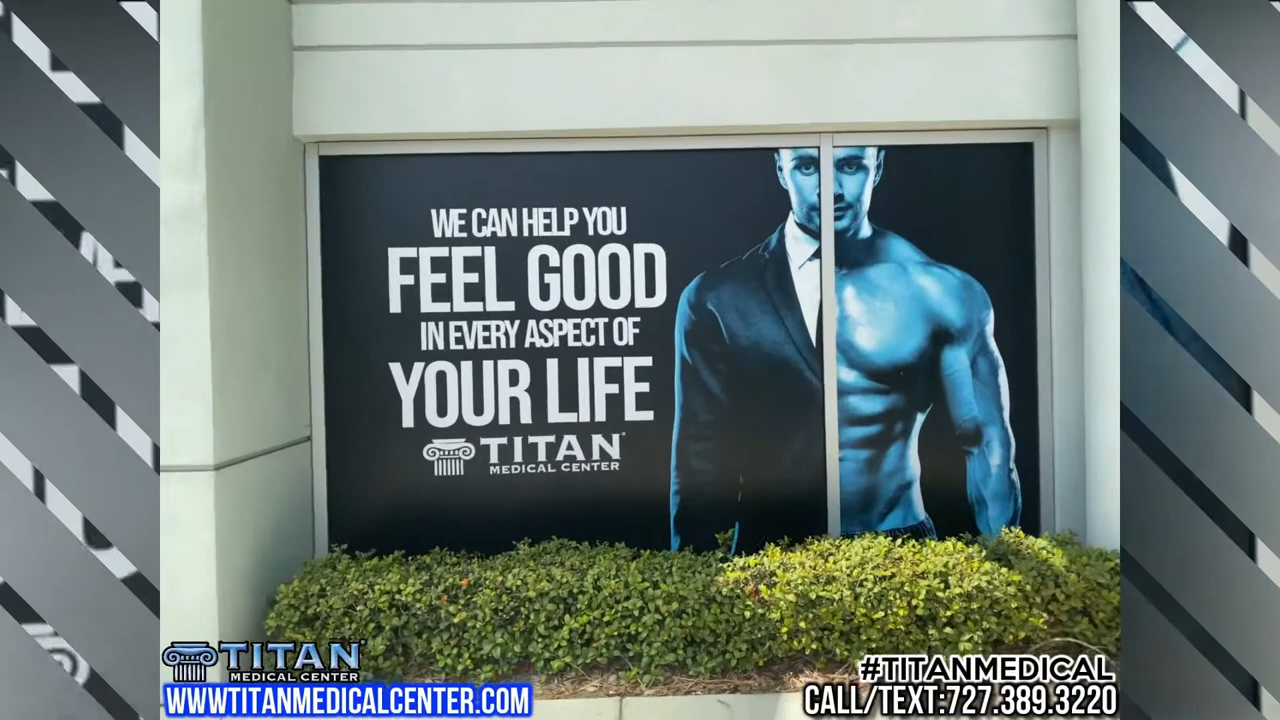 WE CAN HELP YOU
FEEL GOOD
IN EVERY ASPECT OF
YOUR LIFE
TITAN
MEDICAL CENTER
TITAN
MEDICAL CENTER
WWWTITANMEDICALCENTER.COM
#TITANMEDICAL
CALL/TEXT:727.389.3220